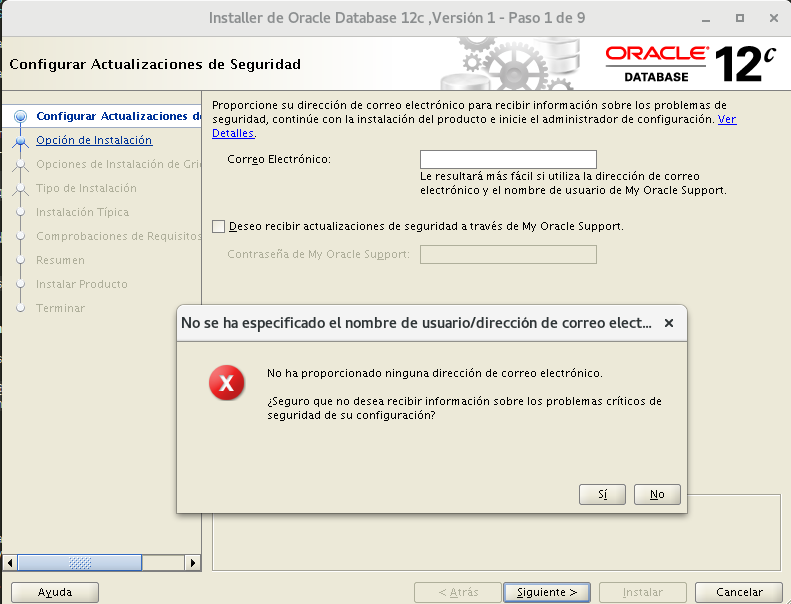 Installer de Oracle Database 12c ,Versión 1 - Paso 1 de 9
Configurar Actualizaciones de Seguridad
ORACLE®
DATABASE
12c
Configurar Actualizaciones de
Opción de Instalación
Opciones de Instalación de Gri
Tipo de Instalación
Instalación Típica
Comprobaciones de Requisitos
Resumen
Instalar Producto
Terminar
Proporcione su dirección de correo electrónico para recibir información sobre los problemas de
seguridad, continúe con la instalación del producto e inicie el administrador de configuración. Ver
Detalles.
Correo Electrónico:
Le resultará más fácil si utiliza la dirección de correo
electrónico y el nombre de usuario de My Oracle Support.
Deseo recibir actualizaciones de seguridad a través de My Oracle Support.
Contraseña de My Oracle Support:
No se ha especificado el nombre de usuario/dirección de correo elect...
No ha proporcionado ninguna dirección de correo electrónico.
¿Seguro que no desea recibir información sobre los problemas críticos de
seguridad de su configuración?
Sí
No
Ayuda
< Atrás
Siguiente >
Instalar
Cancelar